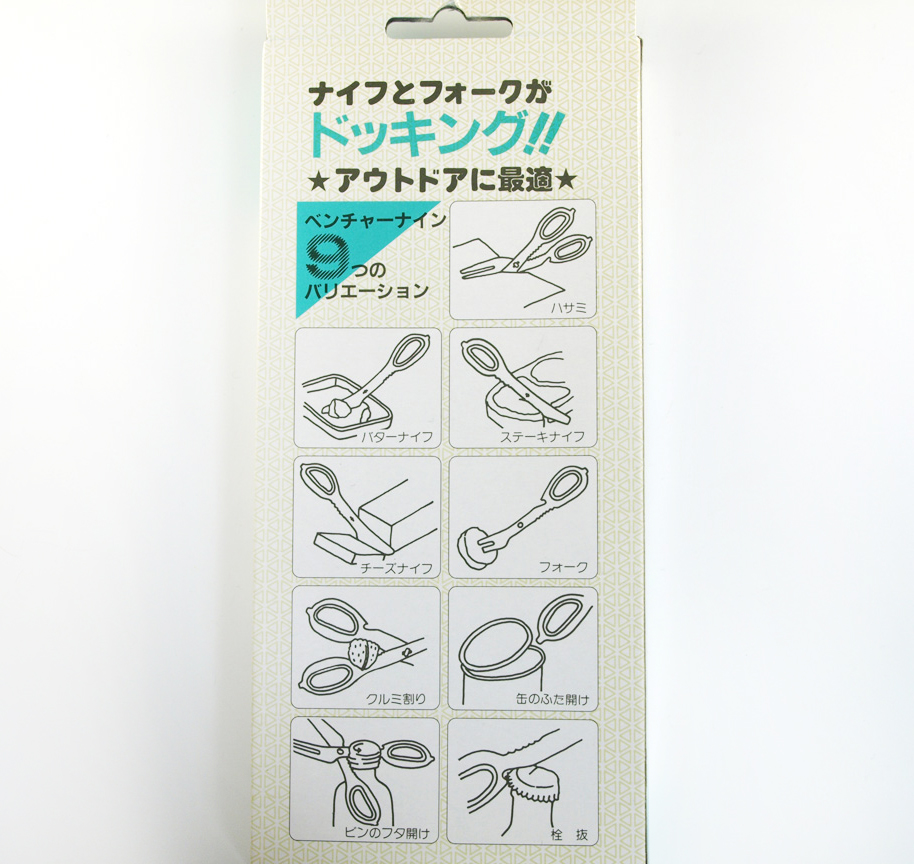 ナイフとフォークが
ドッキング!!
★アウトドアに最適★
ベンチャーナイン
9つの
バリエーション
ハサミ
バターナイフ
ステーキナイフ
チーズナイフ
フォーク
クルミ割り
缶のふた開け
ビンのフタ開け
栓 抜